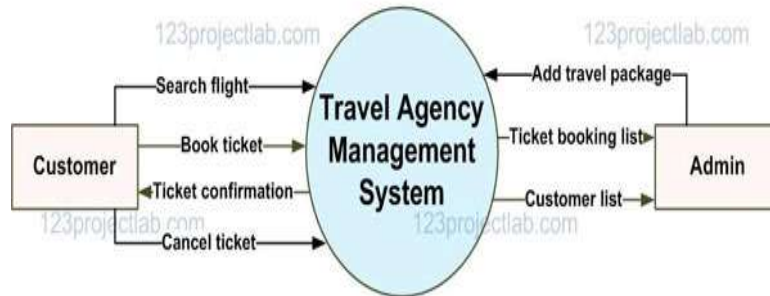 123projectlab.com
123projectlab.com
Search flight
Add travel package
Travel Agency
Management
System
Customer
Book ticket
Ticket confirmation
Cancel ticket
Ticket booking list
Customer list
Admin
123projectlab.com
123projectlab.com